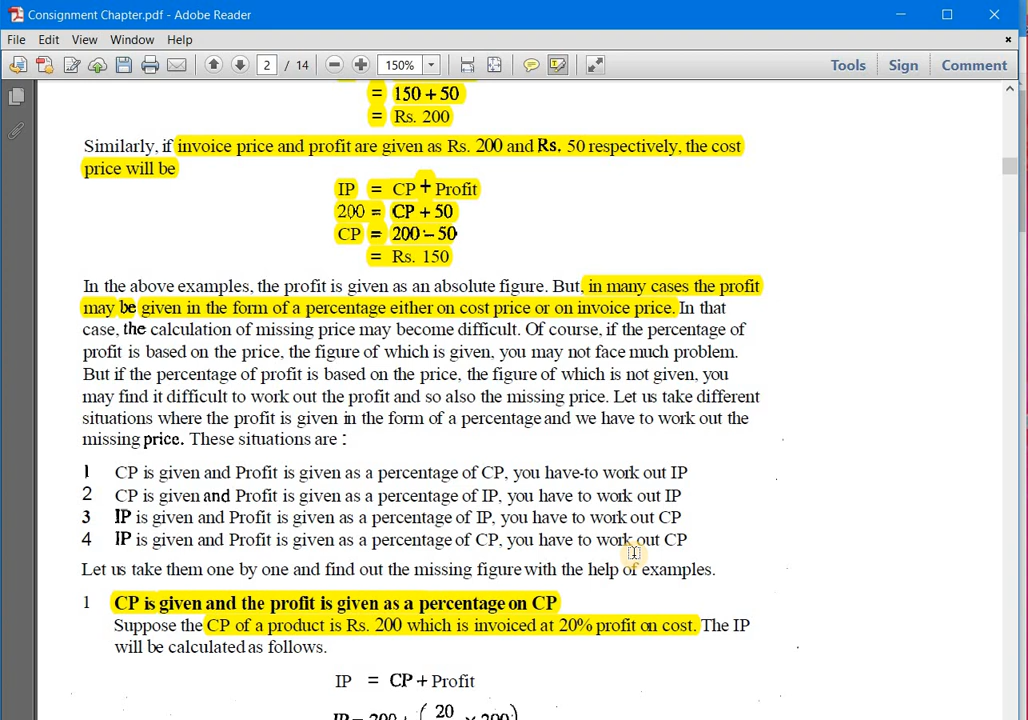 Consignment Chapter.pdf - Adobe Reader
File Edit View Window Help
2 / 14 150% Tools Sign Comment
= 150 + 50
= Rs. 200
Similarly, if invoice price and profit are given as Rs. 200 and Rs. 50 respectively, the cost
price will be
IP = CP + Profit
200 = CP + 50
CP = 200 – 50
= Rs. 150
In the above examples, the profit is given as an absolute figure. But, in many cases the profit
may be given in the form of a percentage either on cost price or on invoice price. In that
case, the calculation of missing price may become difficult. Of course, if the percentage of
profit is based on the price, the figure of which is given, you may not face much problem.
But if the percentage of profit is based on the price, the figure of which is not given, you
may find it difficult to work out the profit and so also the missing price. Let us take different
situations where the profit is given in the form of a percentage and we have to work out the
missing price. These situations are :
1 CP is given and Profit is given as a percentage of CP, you have-to work out IP
2 CP is given and Profit is given as a percentage of IP, you have to work out IP
3 IP is given and Profit is given as a percentage of IP, you have to work out CP
4 IP is given and Profit is given as a percentage of CP, you have to work out CP
Let us take them one by one and find out the missing figure with the help of examples.
1 CP is given and the profit is given as a percentage on CP
Suppose the CP of a product is Rs. 200 which is invoiced at 20% profit on cost. The IP
will be calculated as follows.
IP = CP + Profit
IP = 200 + ( 20 × 200)